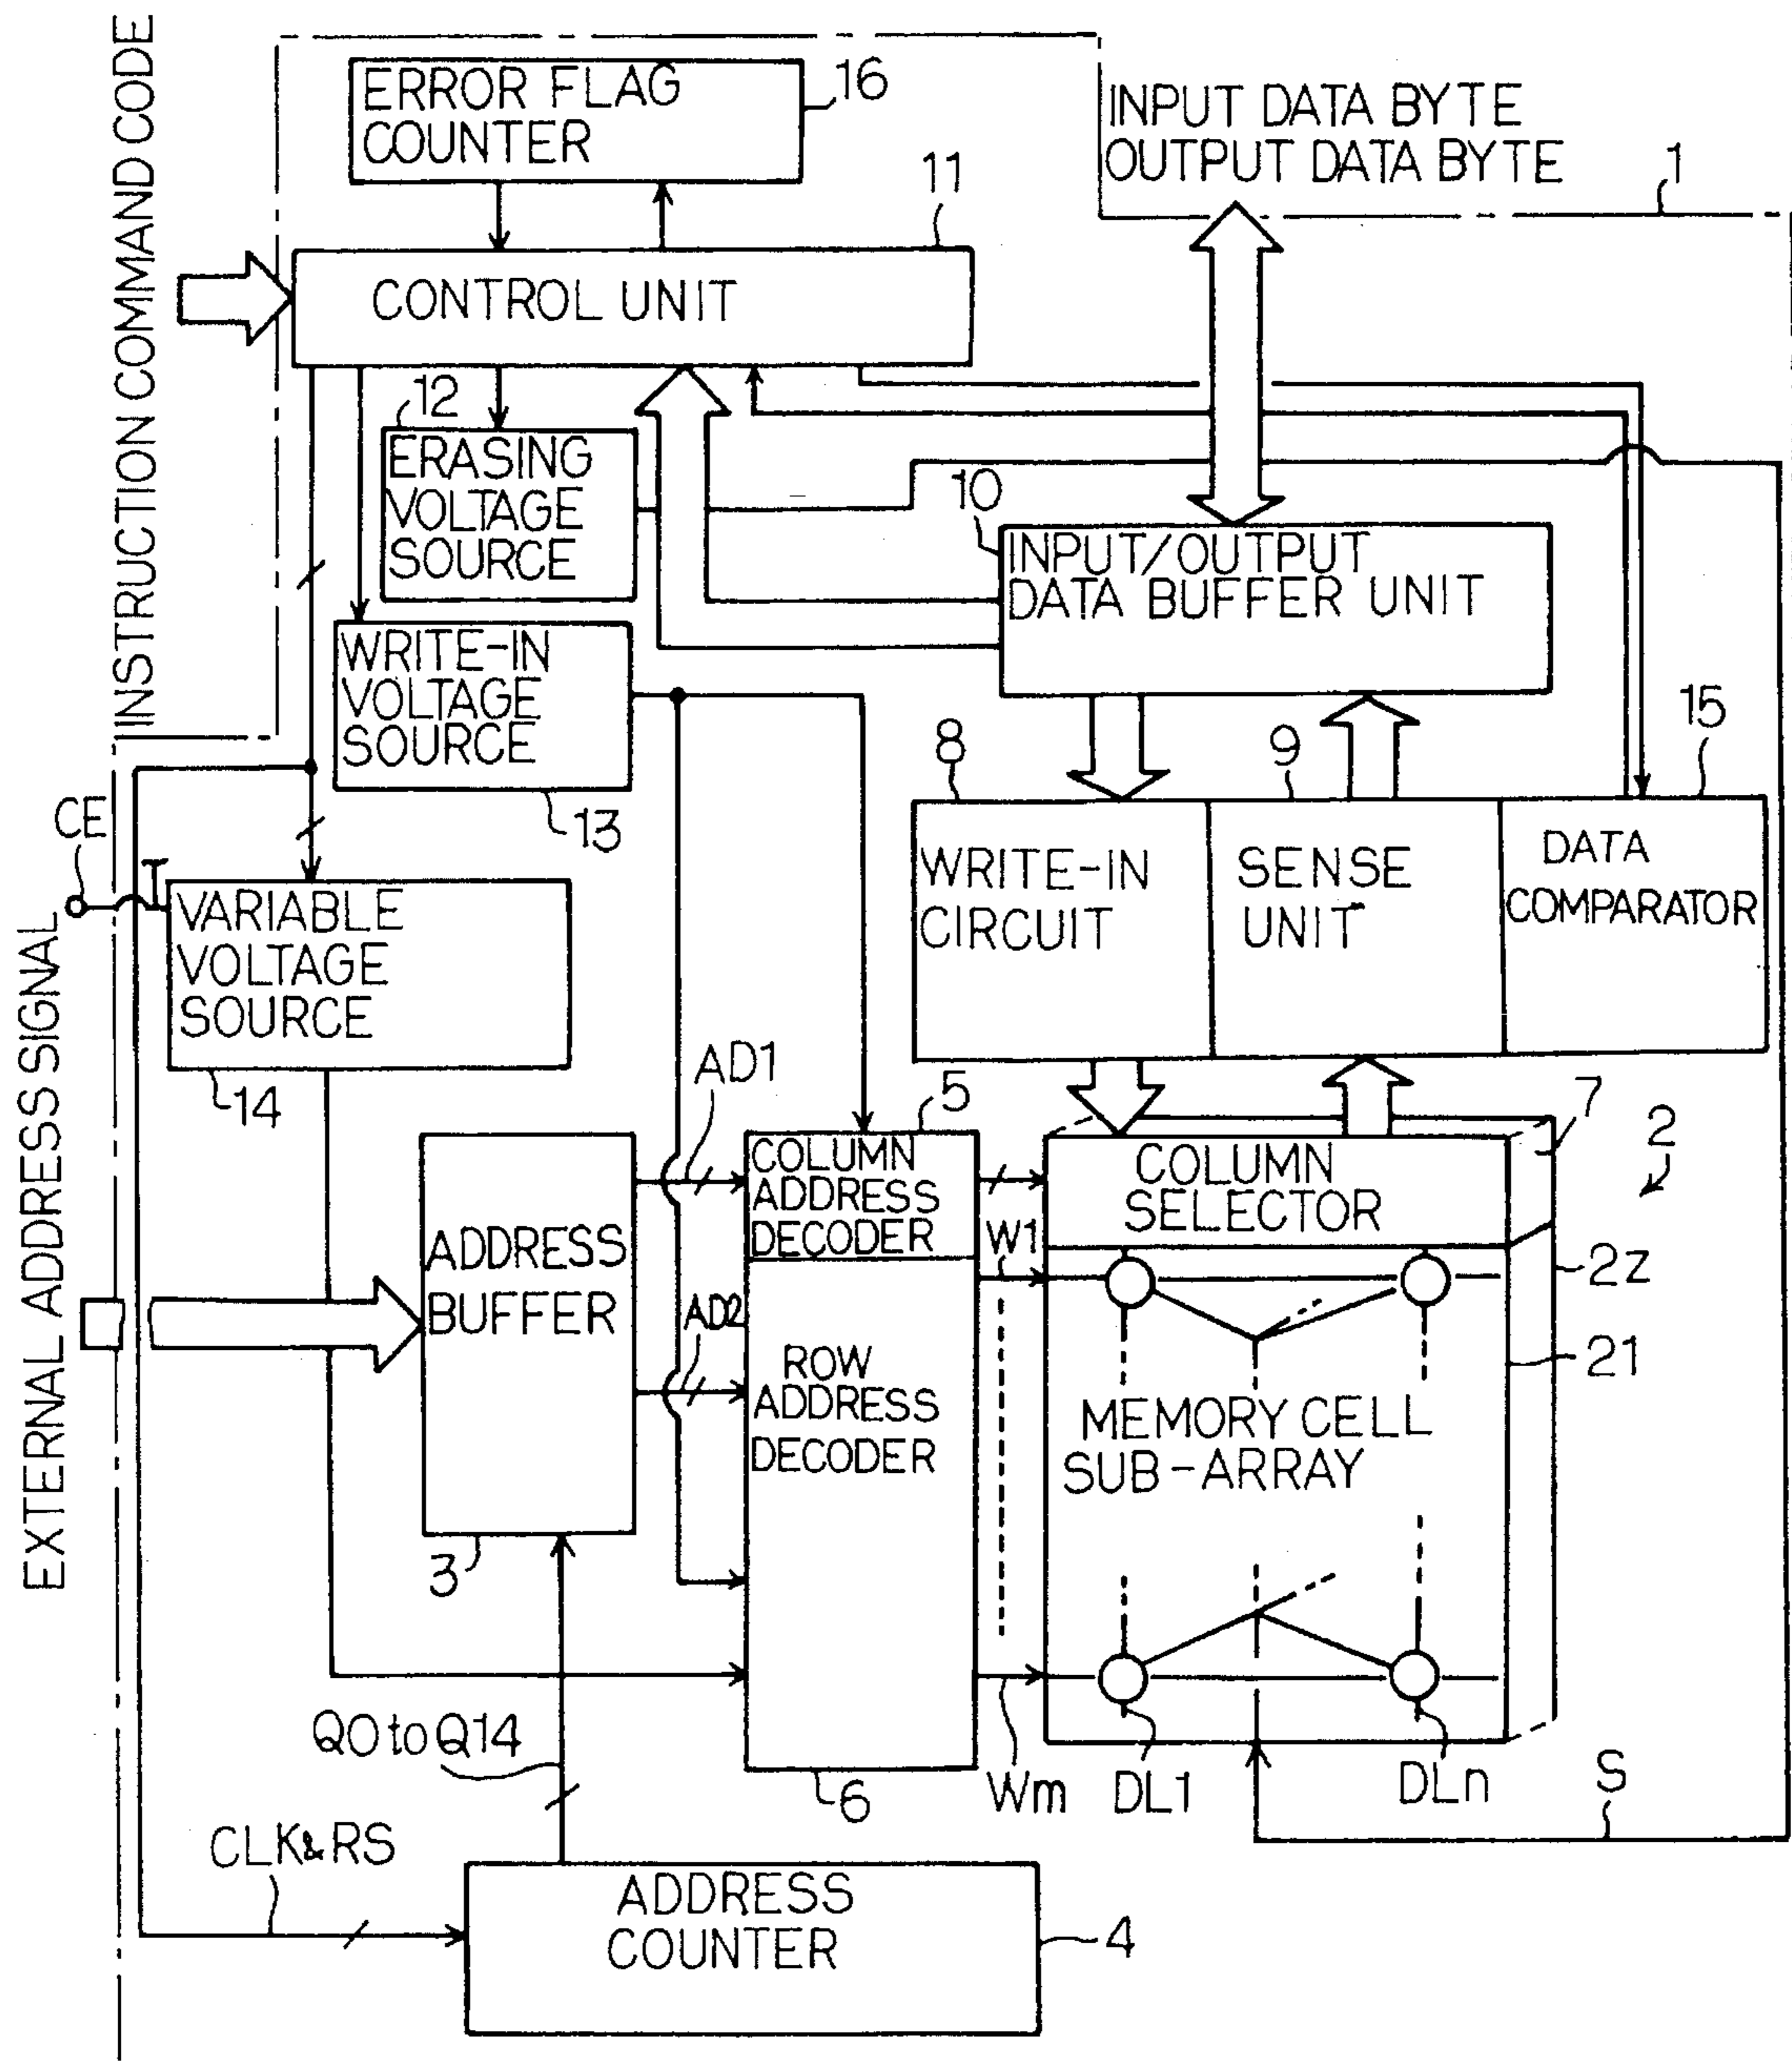 INSTRUCTION COMMAND CODE
ERROR FLAG
COUNTER
16
INPUT DATA BYTE
OUTPUT DATA BYTE
1
11
CONTROL UNIT
12
ERASING
VOLTAGE
SOURCE
10
INPUT/OUTPUT
DATA BUFFER UNIT
WRITE-IN
VOLTAGE
SOURCE
13
8
9
15
WRITE-IN
CIRCUIT
SENSE
UNIT
DATA
COMPARATOR
CE
VARIABLE
VOLTAGE
SOURCE
14
EXTERNAL ADDRESS SIGNAL
AD1
5
7
2
COLUMN
ADDRESS
DECODER
COLUMN
SELECTOR
W1
2z
21
ADDRESS
BUFFER
AD2
ROW
ADDRESS
DECODER
MEMORY CELL
SUB-ARRAY
3
Q0 to Q14
6
Wm
DL1
DLn
S
CLK&RS
ADDRESS
COUNTER
4